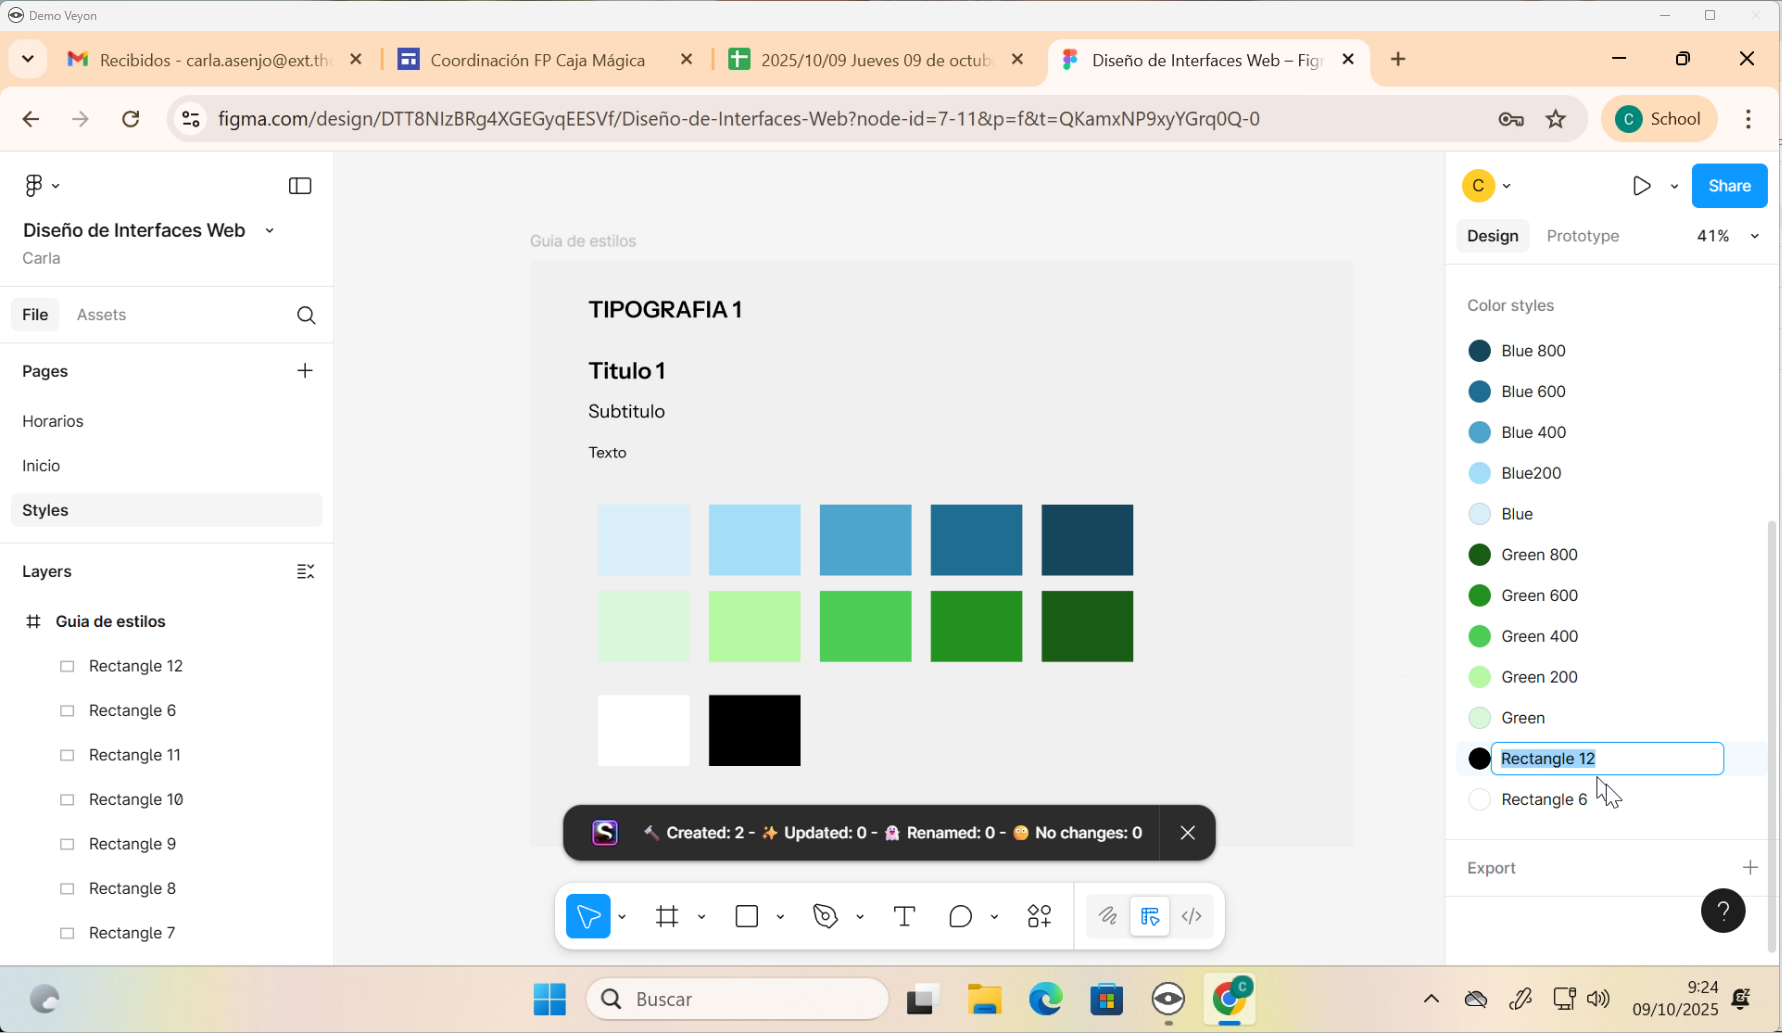 Demo Veyon
Recibidos - carla.asenjo@ext.th
Coordinación FP Caja Mágica
2025/10/09 Jueves 09 de octub
Diseño de Interfaces Web – Fig
figma.com/design/DTT8NIzBRg4XGEGyqEESVf/Diseño-de-Interfaces-Web?node-id=7-11&p=f&t=QKamxNP9xyYGrq0Q-0
C School
Diseño de Interfaces Web
Carla
File Assets
Pages
Horarios
Inicio
Styles
Layers
Guia de estilos
Rectangle 12
Rectangle 6
Rectangle 11
Rectangle 10
Rectangle 9
Rectangle 8
Rectangle 7
Guia de estilos
TIPOGRAFIA 1
Titulo 1
Subtitulo
Texto
S Created: 2 - Updated: 0 - Renamed: 0 - No changes: 0
C Share
Design Prototype 41%
Color styles
Blue 800
Blue 600
Blue 400
Blue200
Blue
Green 800
Green 600
Green 400
Green 200
Green
Rectangle 12
Rectangle 6
Export
?
Buscar
C
9:24
09/10/2025